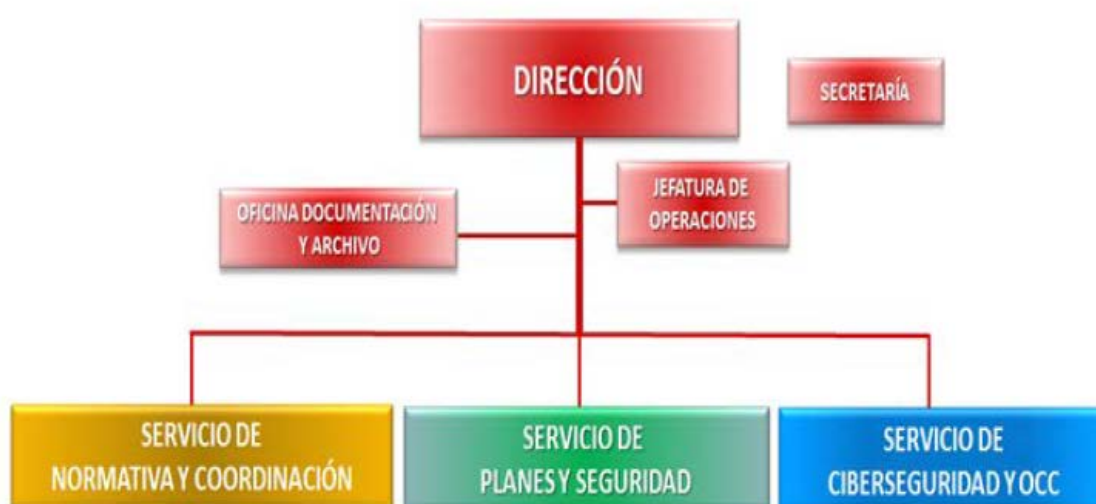 DIRECCIÓN
SECRETARÍA
JEFATURA DE
OPERACIONES
OFICINA DOCUMENTACIÓN
Y ARCHIVO
SERVICIO DE
NORMATIVA Y COORDINACIÓN
SERVICIO DE
PLANES Y SEGURIDAD
SERVICIO DE
CIBERSEGURIDAD Y OCC